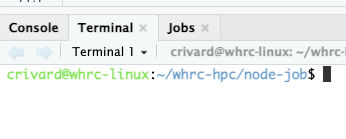 Console Terminal Jobs
Terminal 1 crivard@whrc-linux: ~/whrc-
crivard@whrc-linux:~/whrc-hpc/node-job$